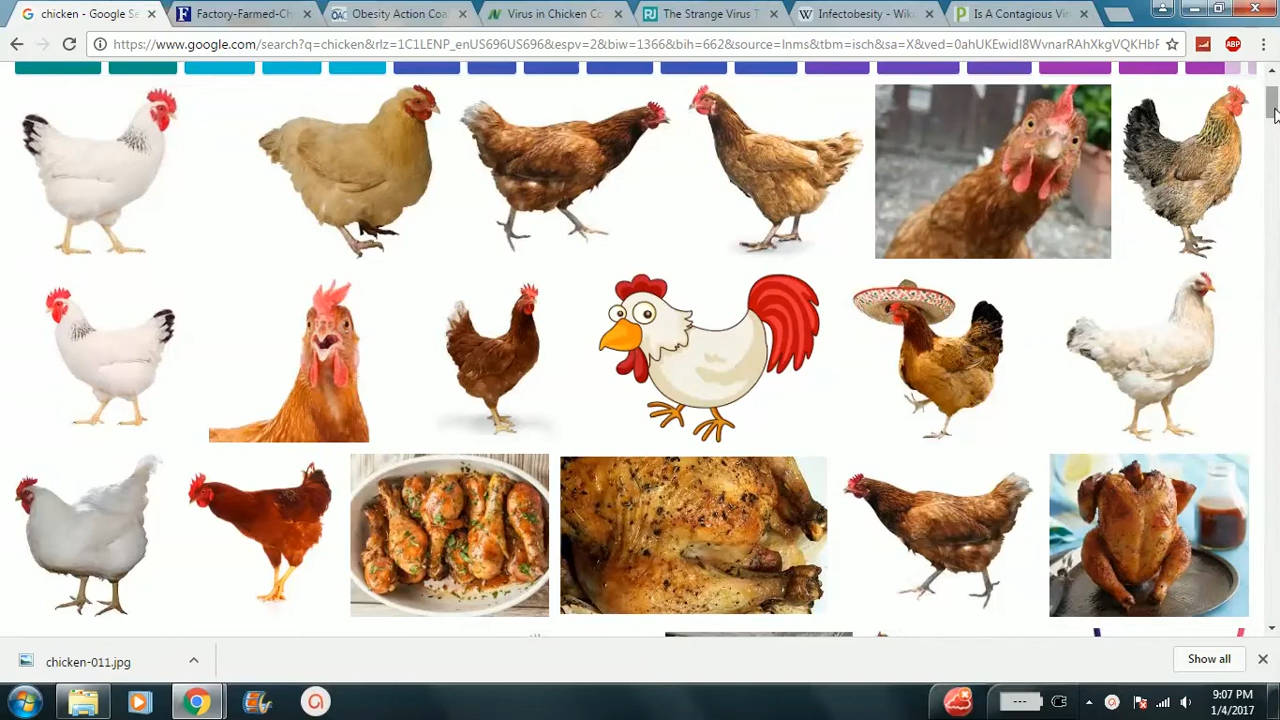 chicken - Google Se
Factory-Farmed-Ch
Obesity Action Coa
Virus in Chicken Co
The Strange Virus T
Infectobesity - Wik
Is A Contagious Vir
https://www.google.com/search?q=chicken&rlz=1C1LENP_enUS696US696&espv=2&biw=1366&bih=662&source=lnms&tbm=isch&sa=X&ved=0ahUKEwidI8WvnarRAhXkgVQKHbF
ABP
chicken-011.jpg
Show all
9:07 PM
1/4/2017